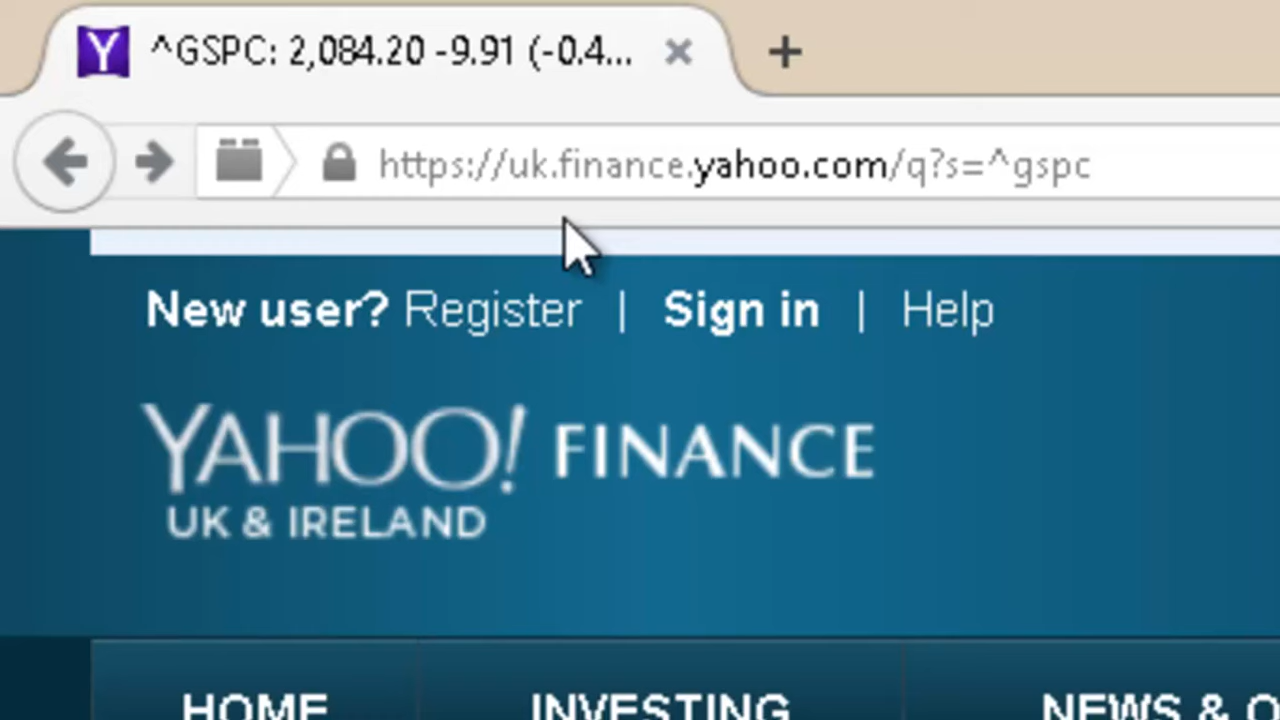 Y ^GSPC: 2,084.20 -9.91 (-0.4...
https://uk.finance.yahoo.com/q?s=^gspc
New user? Register | Sign in | Help
YAHOO! FINANCE
UK & IRELAND
HOME INVESTING NEWS & O